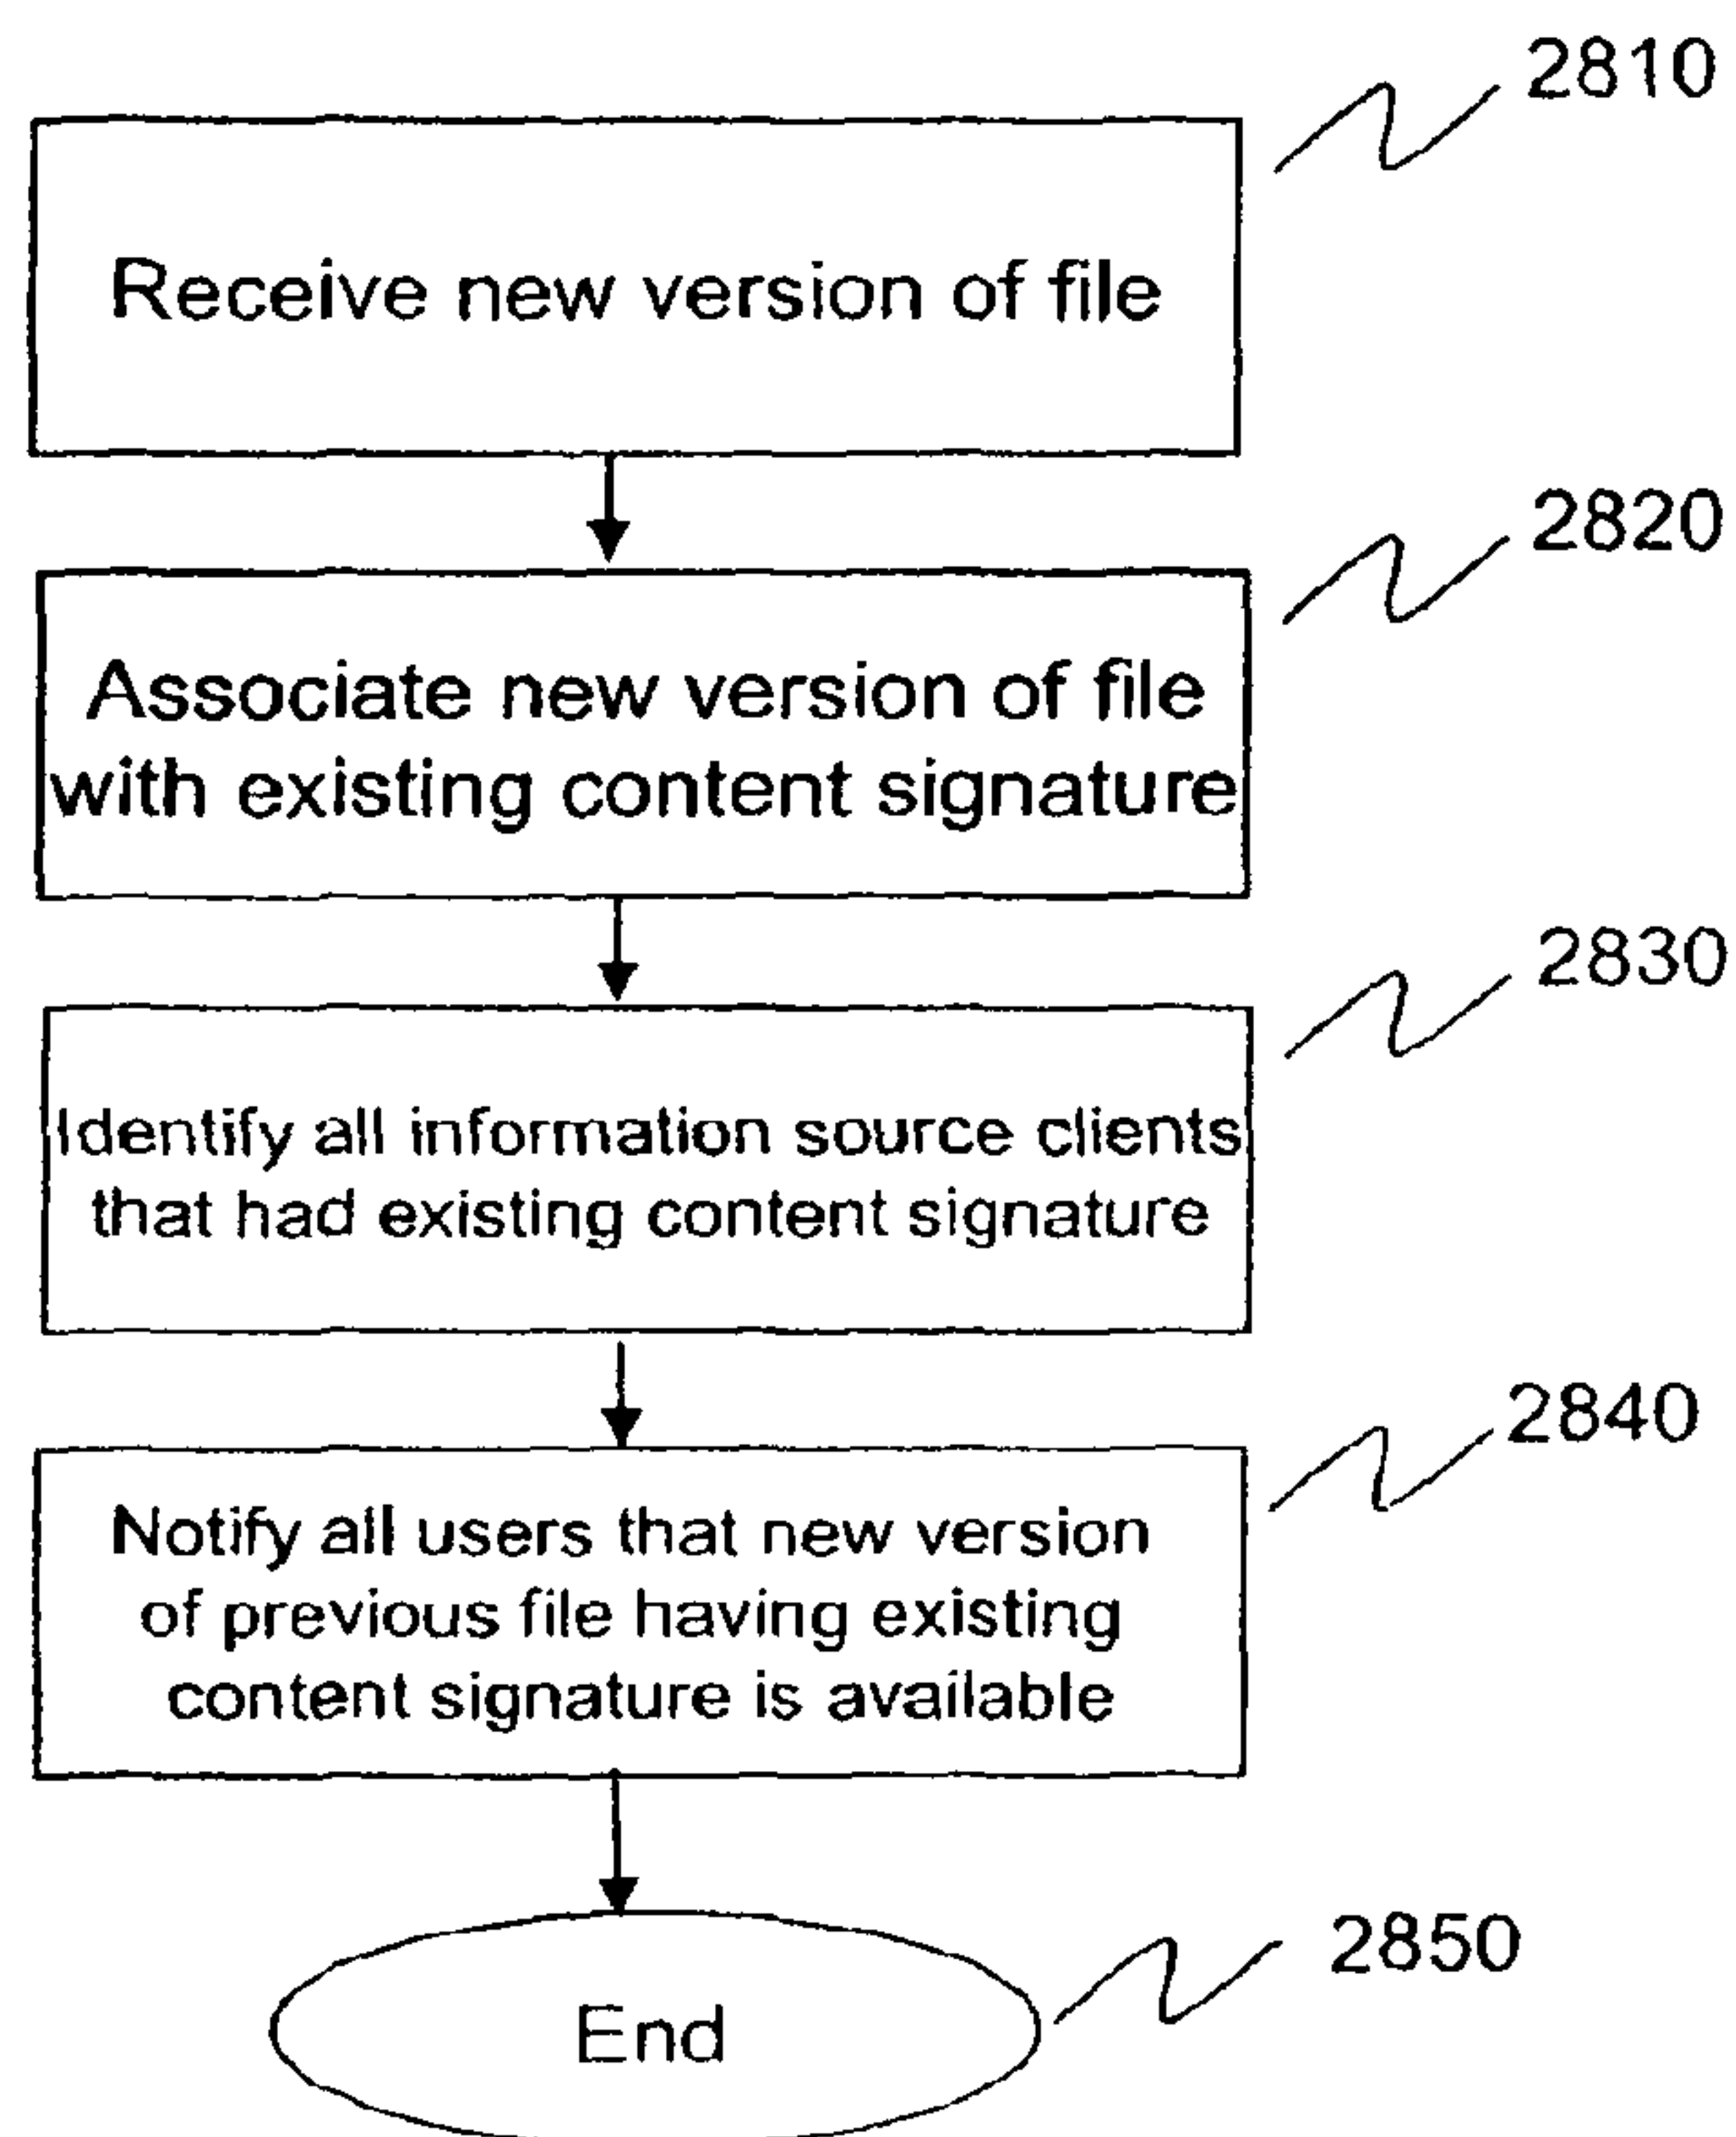 2810
Receive new version of file
2820
Associate new version of file
with existing content signature
2830
Identify all information source clients
that had existing content signature
2840
Notify all users that new version
of previous file having existing
content signature is available
2850
End